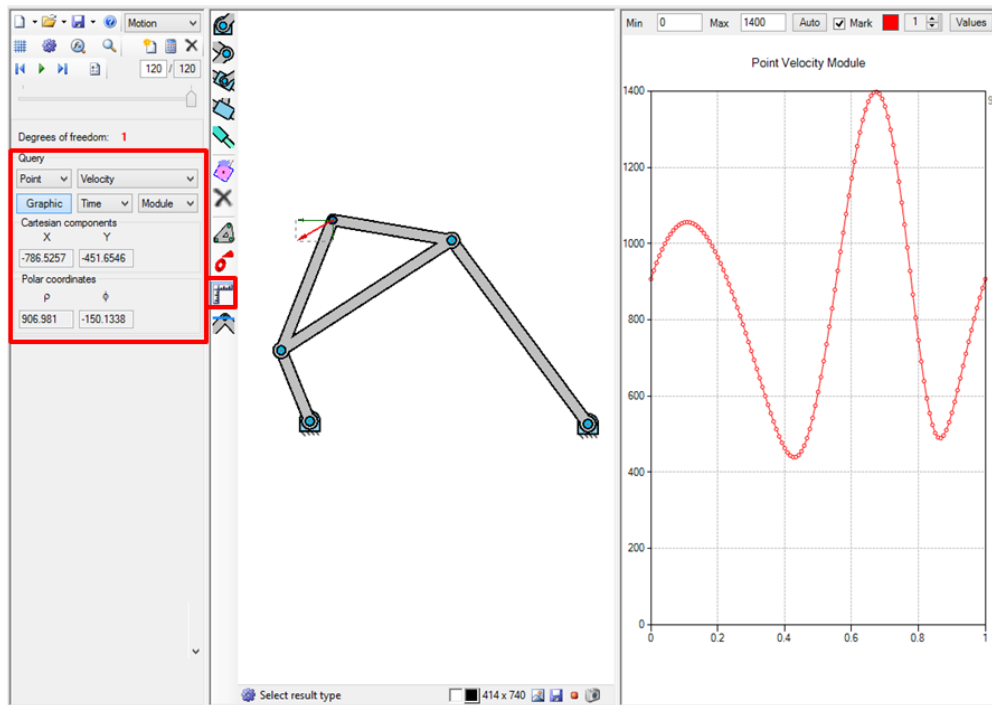 Motion
120 / 120
Degrees of freedom: 1
Query
Point Velocity
Graphic Time Module
Cartesian components
X Y
-786.5257 -451.6546
Polar coordinates
ρ ϕ
906.981 -150.1338
Select result type
414 x 740
Min 0 Max 1400 Auto Mark 1 Values
Point Velocity Module
1400
1200
1000
800
600
400
200
0
0 0.2 0.4 0.6 0.8 1